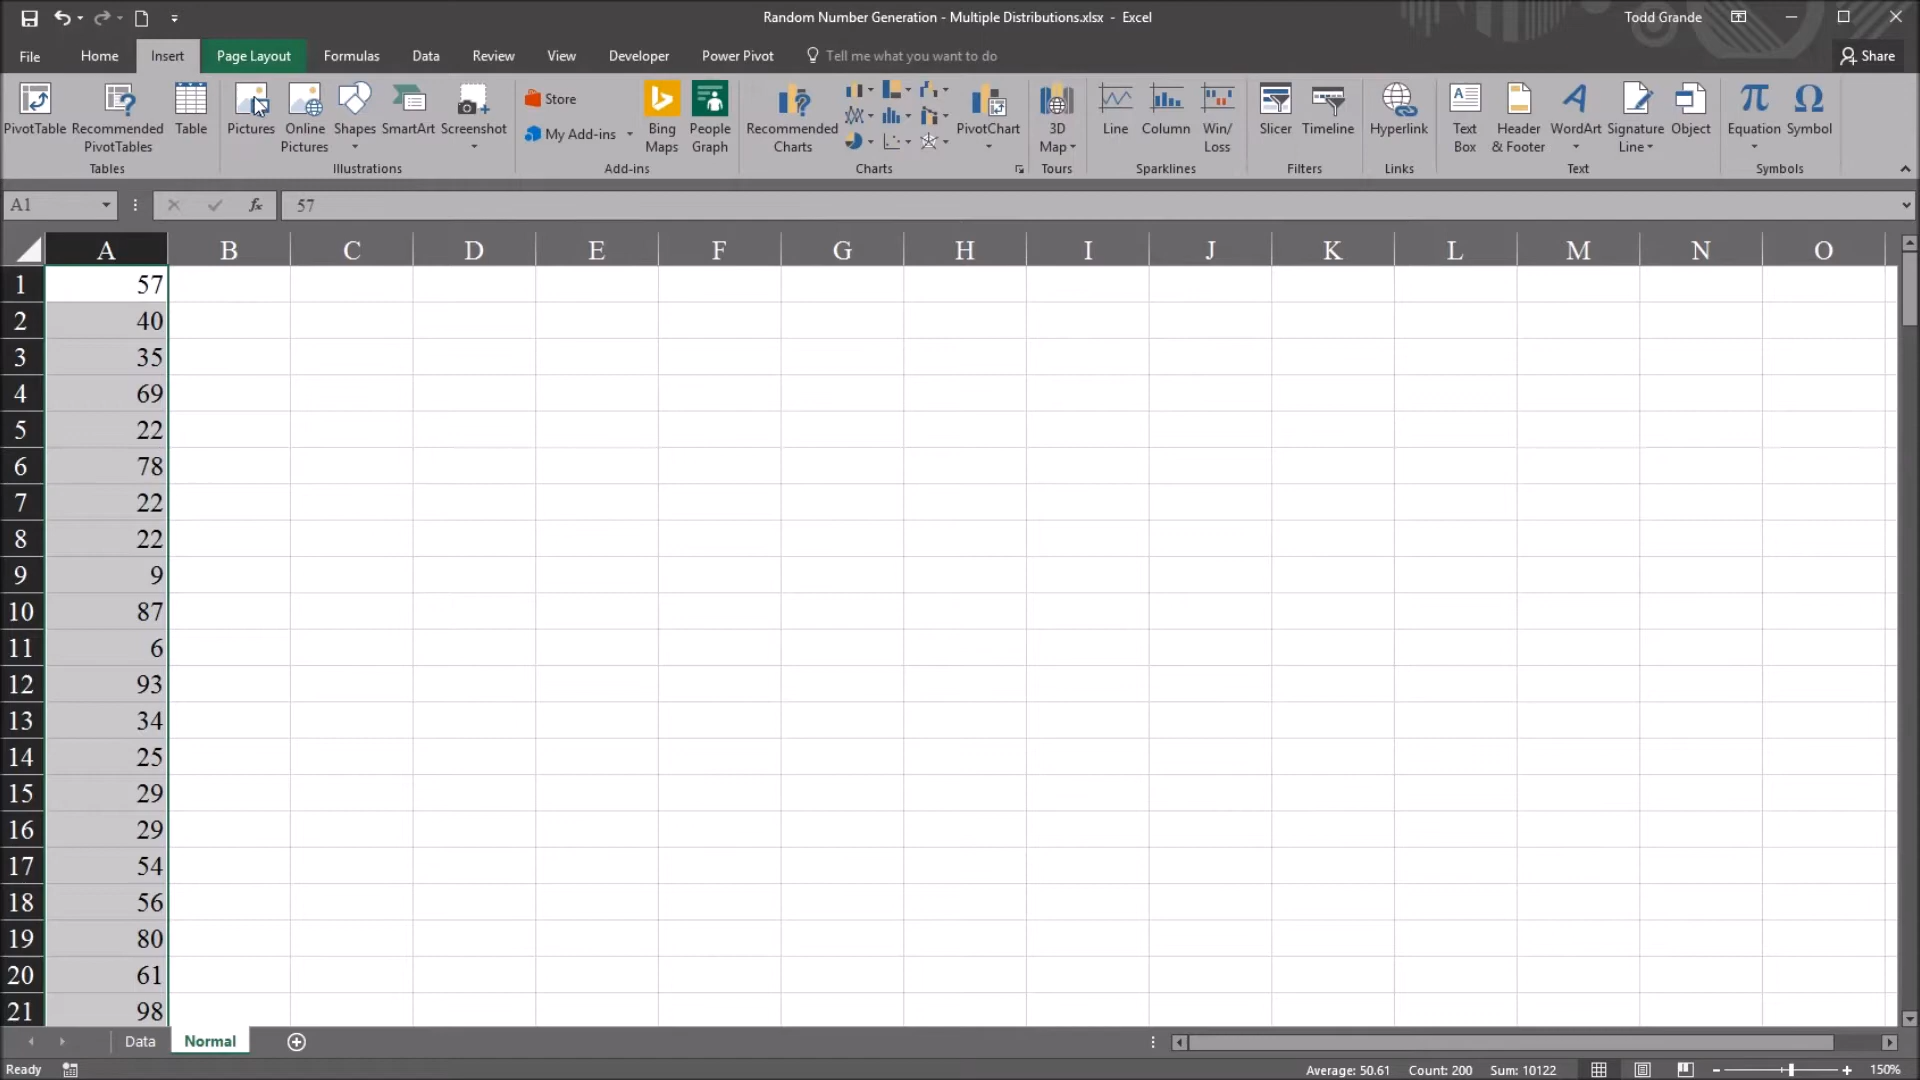 Random Number Generation - Multiple Distributions.xlsx - Excel
Todd Grande
File Home Insert Page Layout Formulas Data Review View Developer Power Pivot Tell me what you want to do
Share
PivotTable
Recommended PivotTables
Table
Tables
Pictures
Online Pictures
Shapes
SmartArt
Screenshot
Illustrations
Store
My Add-ins
Bing Maps
People Graph
Add-ins
Recommended Charts
PivotChart
Charts
3D Map
Tours
Line
Column
Win/ Loss
Sparklines
Slicer
Timeline
Filters
Hyperlink
Links
Text Box
Header & Footer
WordArt
Signature Line
Object
Text
Equation
Symbol
Symbols
A1 fx 57
A B C D E F G H I J K L M N O
1 57
2 40
3 35
4 69
5 22
6 78
7 22
8 22
9 9
10 87
11 6
12 93
13 34
14 25
15 29
16 29
17 54
18 56
19 80
20 61
21 98
Data Normal
Ready Average: 50.61 Count: 200 Sum: 10122 150%